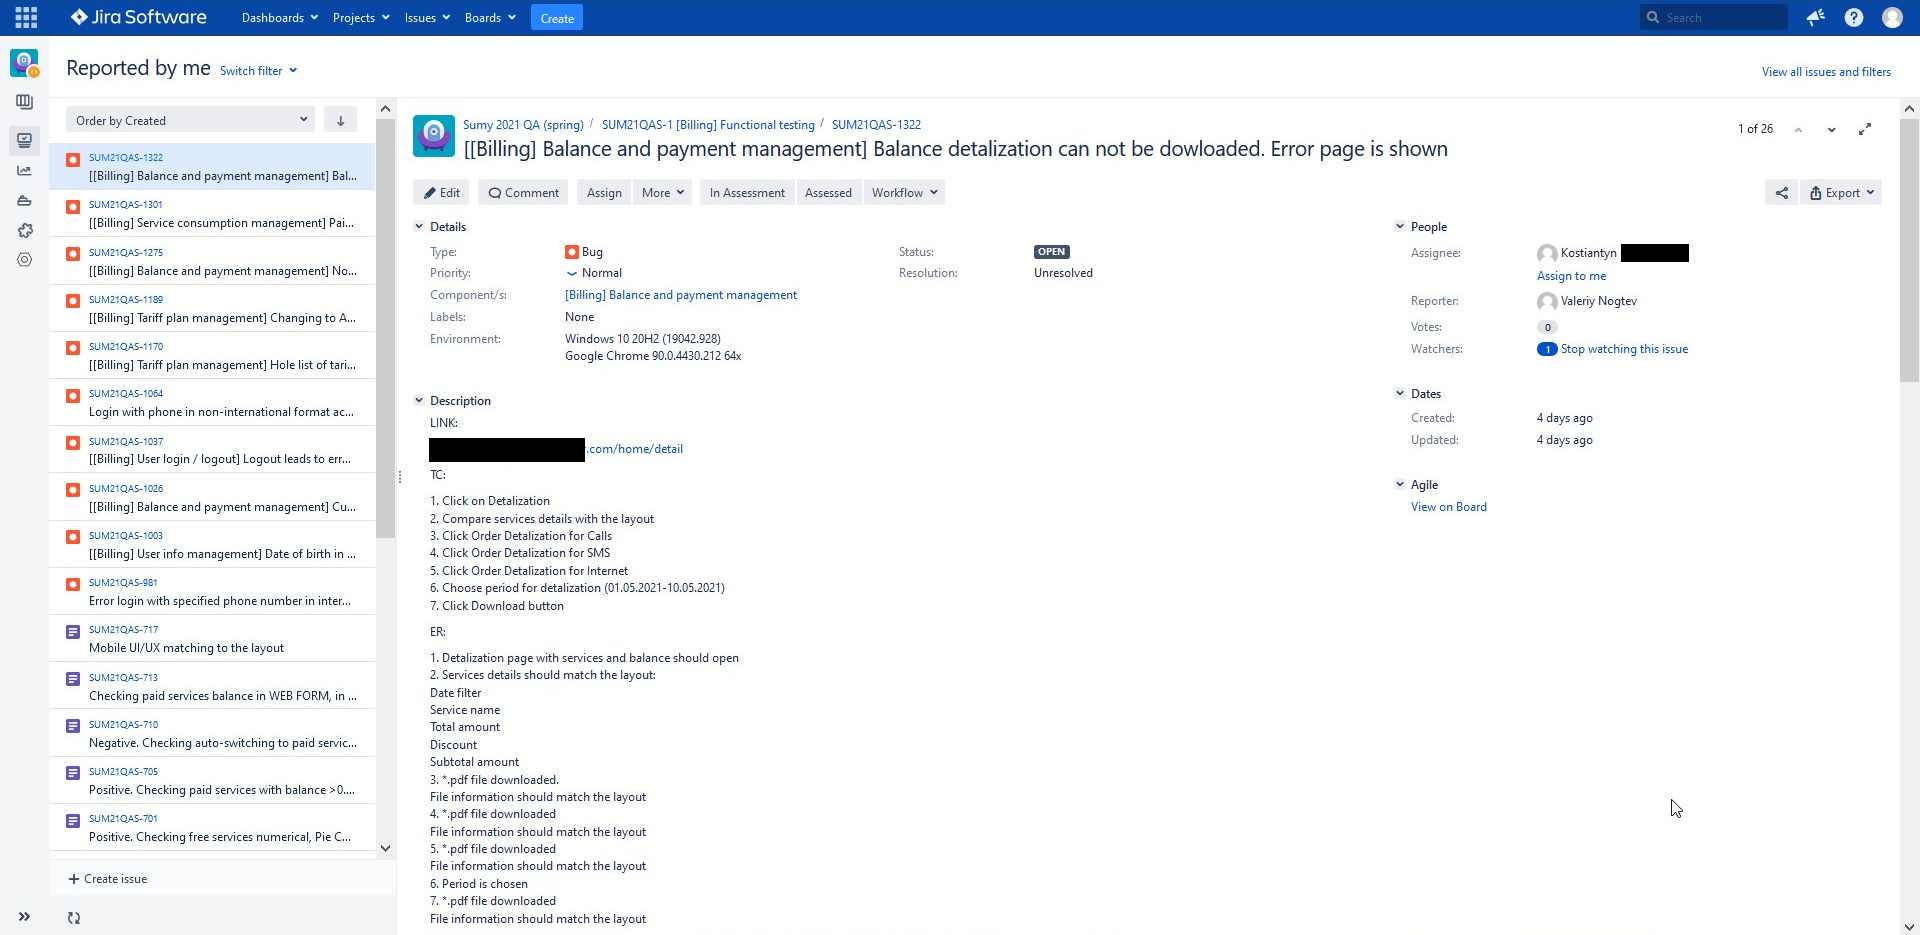 Jira Software
Dashboards
Projects
Issues
Boards
Create
Search
Reported by me
Switch filter
View all issues and filters
Order by Created
SUM21QAS-1322
[[Billing] Balance and payment management] Bal...
SUM21QAS-1301
[[Billing] Service consumption management] Pai...
SUM21QAS-1275
[[Billing] Balance and payment management] No...
SUM21QAS-1189
[[Billing] Tariff plan management] Changing to A...
SUM21QAS-1170
[[Billing] Tariff plan management] Hole list of tari...
SUM21QAS-1064
Login with phone in non-international format ac...
SUM21QAS-1037
[[Billing] User login / logout] Logout leads to err...
SUM21QAS-1026
[[Billing] Balance and payment management] Cu...
SUM21QAS-1003
[[Billing] User info management] Date of birth in ...
SUM21QAS-981
Error login with specified phone number in inter...
SUM21QAS-717
Mobile UI/UX matching to the layout
SUM21QAS-713
Checking paid services balance in WEB FORM, in ...
SUM21QAS-710
Negative. Checking auto-switching to paid servic...
SUM21QAS-705
Positive. Checking paid services with balance >0....
SUM21QAS-701
Positive. Checking free services numerical, Pie C...
+ Create issue
Sumy 2021 QA (spring) / SUM21QAS-1 [Billing] Functional testing / SUM21QAS-1322
[[Billing] Balance and payment management] Balance detalization can not be dowloaded. Error page is shown
1 of 26
Edit
Comment
Assign
More
In Assessment
Assessed
Workflow
Export
Details
Type: Bug
Status: OPEN
Priority: Normal
Resolution: Unresolved
Component/s: [Billing] Balance and payment management
Labels: None
Environment: Windows 10 20H2 (19042.928)
Google Chrome 90.0.4430.212 64x
Description
LINK:
.com/home/detail
TC:
1. Click on Detalization
2. Compare services details with the layout
3. Click Order Detalization for Calls
4. Click Order Detalization for SMS
5. Click Order Detalization for Internet
6. Choose period for detalization (01.05.2021-10.05.2021)
7. Click Download button
ER:
1. Detalization page with services and balance should open
2. Services details should match the layout:
Date filter
Service name
Total amount
Discount
Subtotal amount
3. *.pdf file downloaded.
File information should match the layout
4. *.pdf file downloaded
File information should match the layout
5. *.pdf file downloaded
File information should match the layout
6. Period is chosen
7. *.pdf file downloaded
File information should match the layout
People
Assignee: Kostiantyn
Assign to me
Reporter: Valeriy Nogtev
Votes: 0
Watchers: 1 Stop watching this issue
Dates
Created: 4 days ago
Updated: 4 days ago
Agile
View on Board